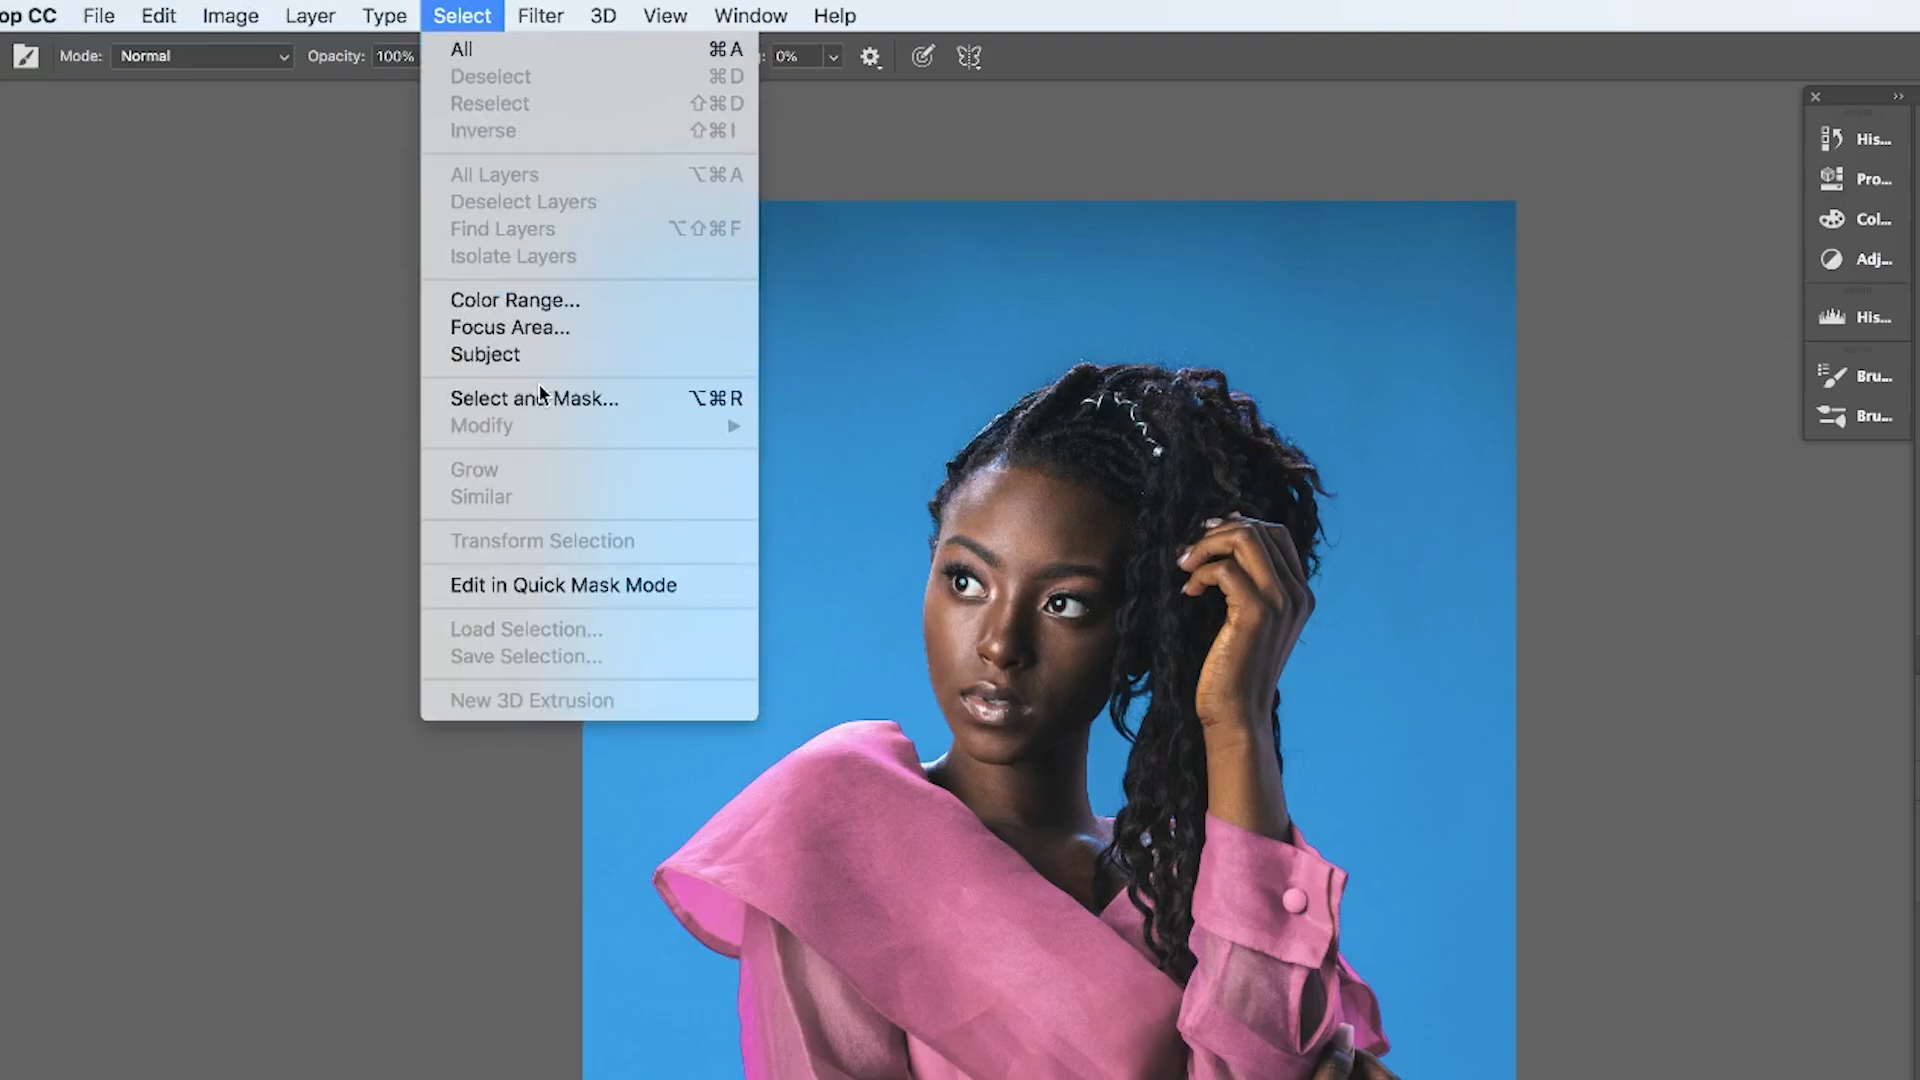 op CC File Edit Image Layer Type Select Filter 3D View Window Help
Mode: Normal Opacity: 100% : 0%
All ⌘A
Deselect ⌘D
Reselect ⇧⌘D
Inverse ⇧⌘I
All Layers ⌥⌘A
Deselect Layers
Find Layers ⌥⇧⌘F
Isolate Layers
Color Range...
Focus Area...
Subject
Select and Mask... ⌥⌘R
Modify
Grow
Similar
Transform Selection
Edit in Quick Mask Mode
Load Selection...
Save Selection...
New 3D Extrusion
His...
Pro...
Col...
Adj...
His...
Bru...
Bru...